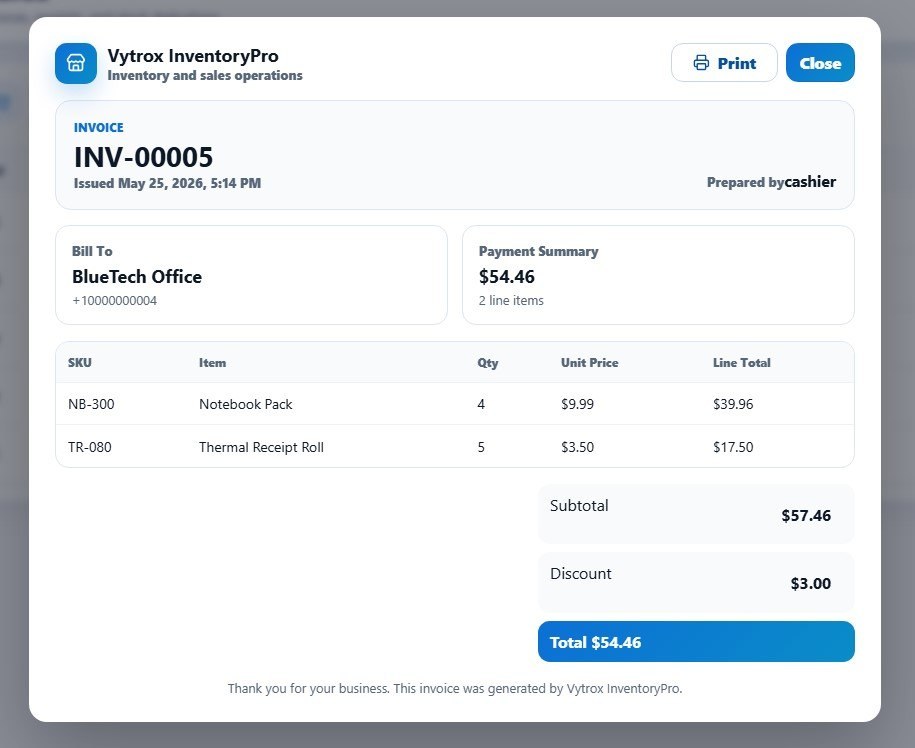 Vytrox InventoryPro
Inventory and sales operations
Print
Close
INVOICE
INV-00005
Issued May 25, 2026, 5:14 PM
Prepared bycashier
Bill To
BlueTech Office
+10000000004
Payment Summary
$54.46
2 line items
SKU Item Qty Unit Price Line Total
NB-300 Notebook Pack 4 $9.99 $39.96
TR-080 Thermal Receipt Roll 5 $3.50 $17.50
Subtotal $57.46
Discount $3.00
Total $54.46
Thank you for your business. This invoice was generated by Vytrox InventoryPro.